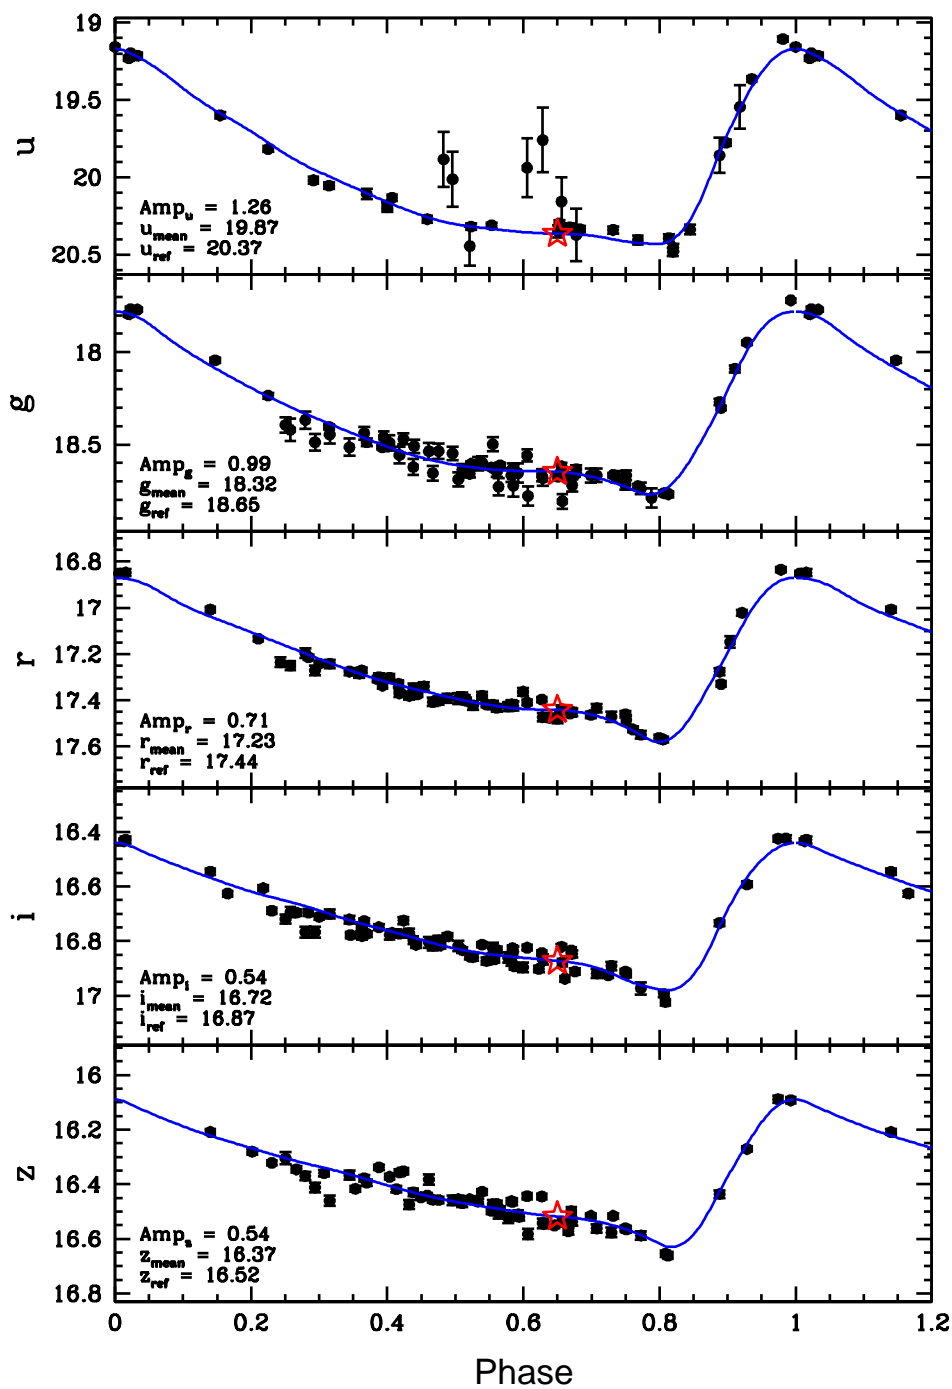 19
19.5
20
20.5
u
Amp_u = 1.26
u_mean = 19.87
u_ref = 20.37
18
18.5
g
Amp_g = 0.99
g_mean = 18.32
g_ref = 18.65
16.8
17
17.2
17.4
17.6
r
Amp_r = 0.71
r_mean = 17.23
r_ref = 17.44
16.4
16.6
16.8
17
i
Amp_i = 0.54
i_mean = 16.72
i_ref = 16.87
16
16.2
16.4
16.6
16.8
z
Amp_z = 0.54
z_mean = 16.37
z_ref = 16.52
0 0.2 0.4 0.6 0.8 1 1.2
Phase